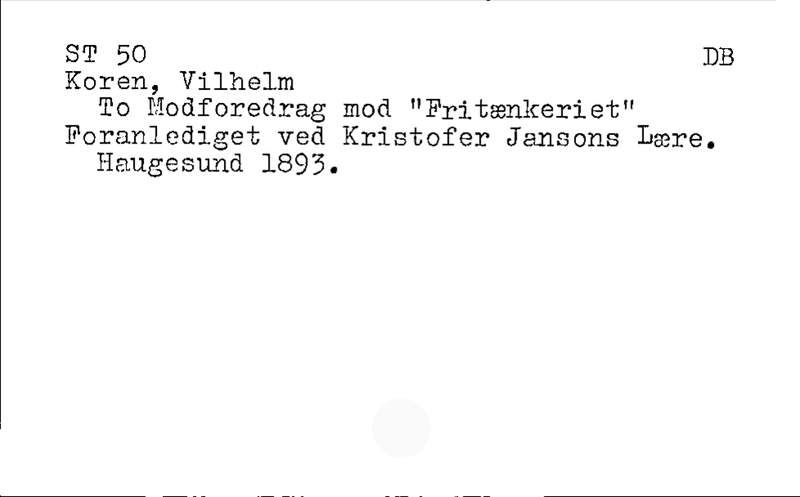 ST 50 DB
Koren, Vilhelm
To Modforedrag mod "Fritænkeriet"
Foranlediget ved Kristofer Jansons Lære.
Haugesund 1893.